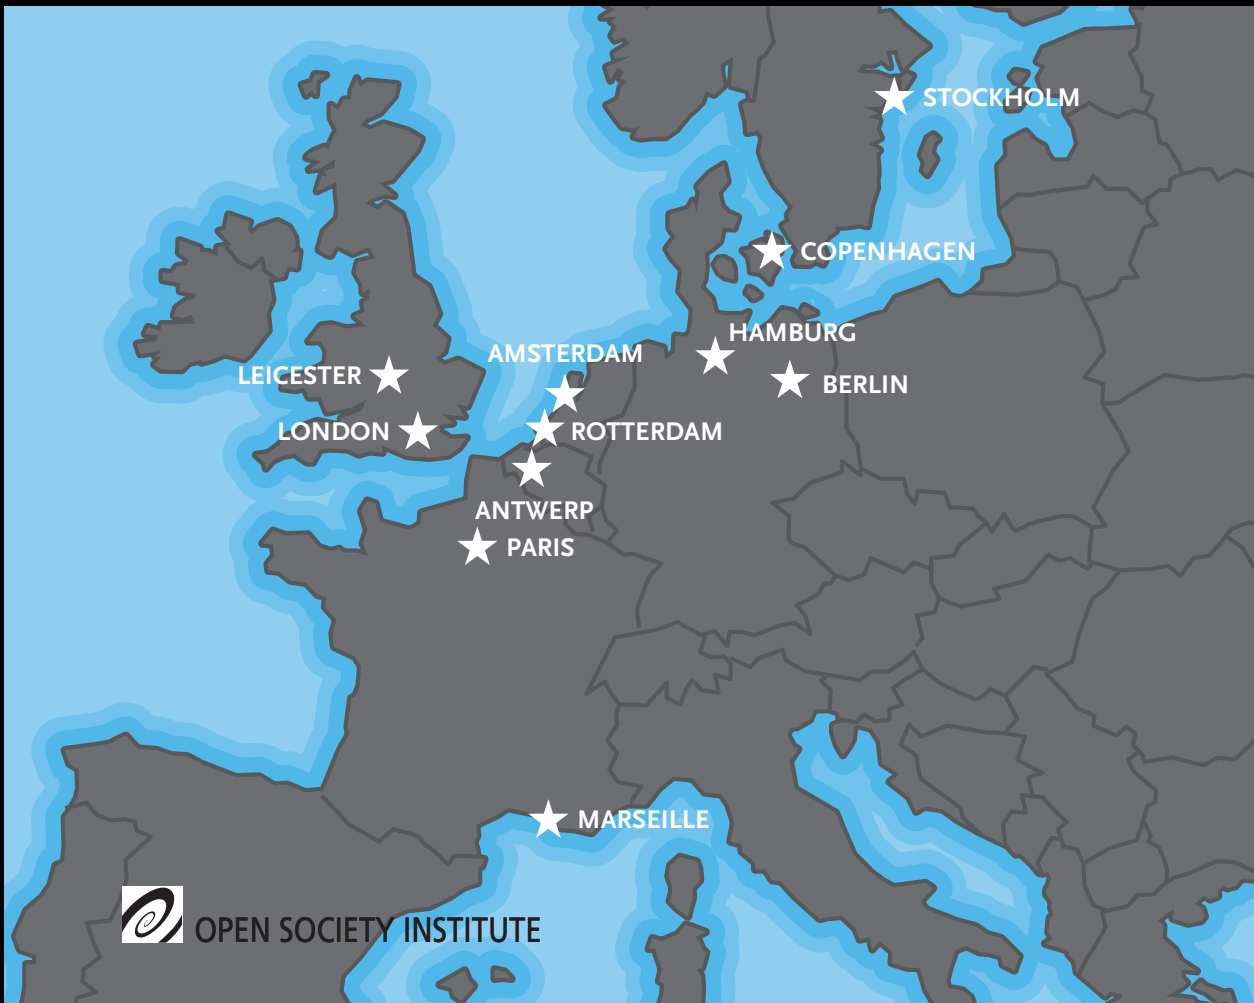 STOCKHOLM
COPENHAGEN
HAMBURG
AMSTERDAM
LEICESTER
BERLIN
LONDON
ROTTERDAM
ANTWERP
PARIS
MARSEILLE
OPEN SOCIETY INSTITUTE